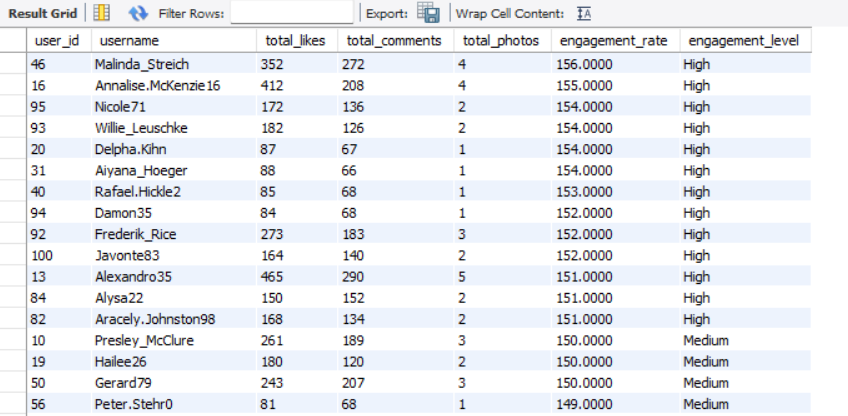 Result Grid Filter Rows: Export: Wrap Cell Content: IA
user_id username total_likes total_comments total_photos engagement_rate engagement_level
46 Malinda_Streich 352 272 4 156.0000 High
16 Annalise.McKenzie16 412 208 4 155.0000 High
95 Nicole71 172 136 2 154.0000 High
93 Willie_Leuschke 182 126 2 154.0000 High
20 Delpha.Kihn 87 67 1 154.0000 High
31 Aiyana_Hoeger 88 66 1 154.0000 High
40 Rafael.Hickle2 85 68 1 153.0000 High
94 Damon35 84 68 1 152.0000 High
92 Frederik_Rice 273 183 3 152.0000 High
100 Javonte83 164 140 2 152.0000 High
13 Alexandro35 465 290 5 151.0000 High
84 Alysa22 150 152 2 151.0000 High
82 Aracely.Johnston98 168 134 2 151.0000 High
10 Presley_McClure 261 189 3 150.0000 Medium
19 Hailee26 180 120 2 150.0000 Medium
50 Gerard79 243 207 3 150.0000 Medium
56 Peter.Stehr0 81 68 1 149.0000 Medium